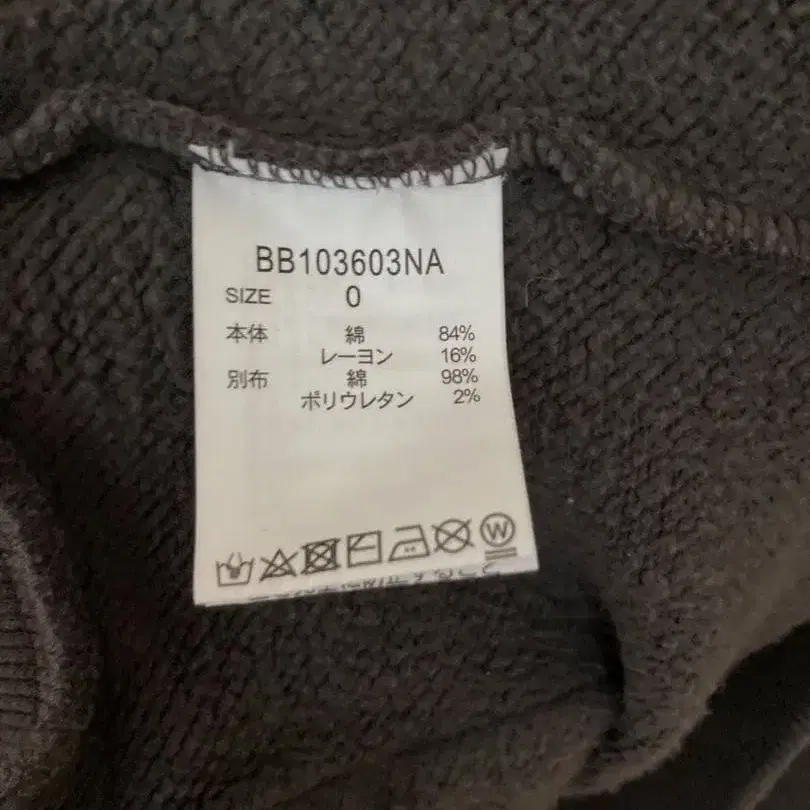 BB103603NA
SIZE 0
本体 綿 84%
レーヨン 16%
別布 綿 98%
ポリウレタン 2%
W